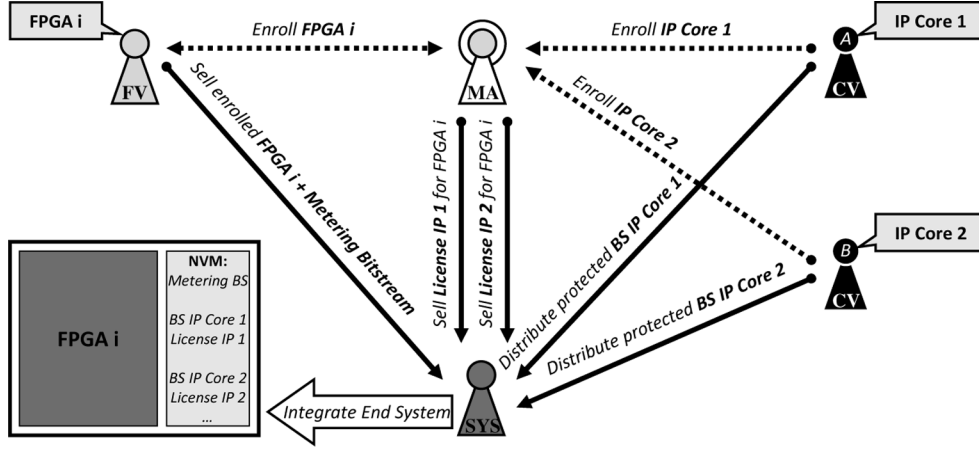 FPGA i
Enroll FPGA i
Enroll IP Core 1
IP Core 1
A
FV
MA
CV
Sell enrolled FPGA i + Metering Bitstream
Sell License IP 1 for FPGA i
Sell License IP 2 for FPGA i
Enroll IP Core 2
Distribute protected BS IP Core 1
IP Core 2
B
CV
Distribute protected BS IP Core 2
FPGA i
NVM:
Metering BS
BS IP Core 1
License IP 1
BS IP Core 2
License IP 2
...
Integrate End System
SYS